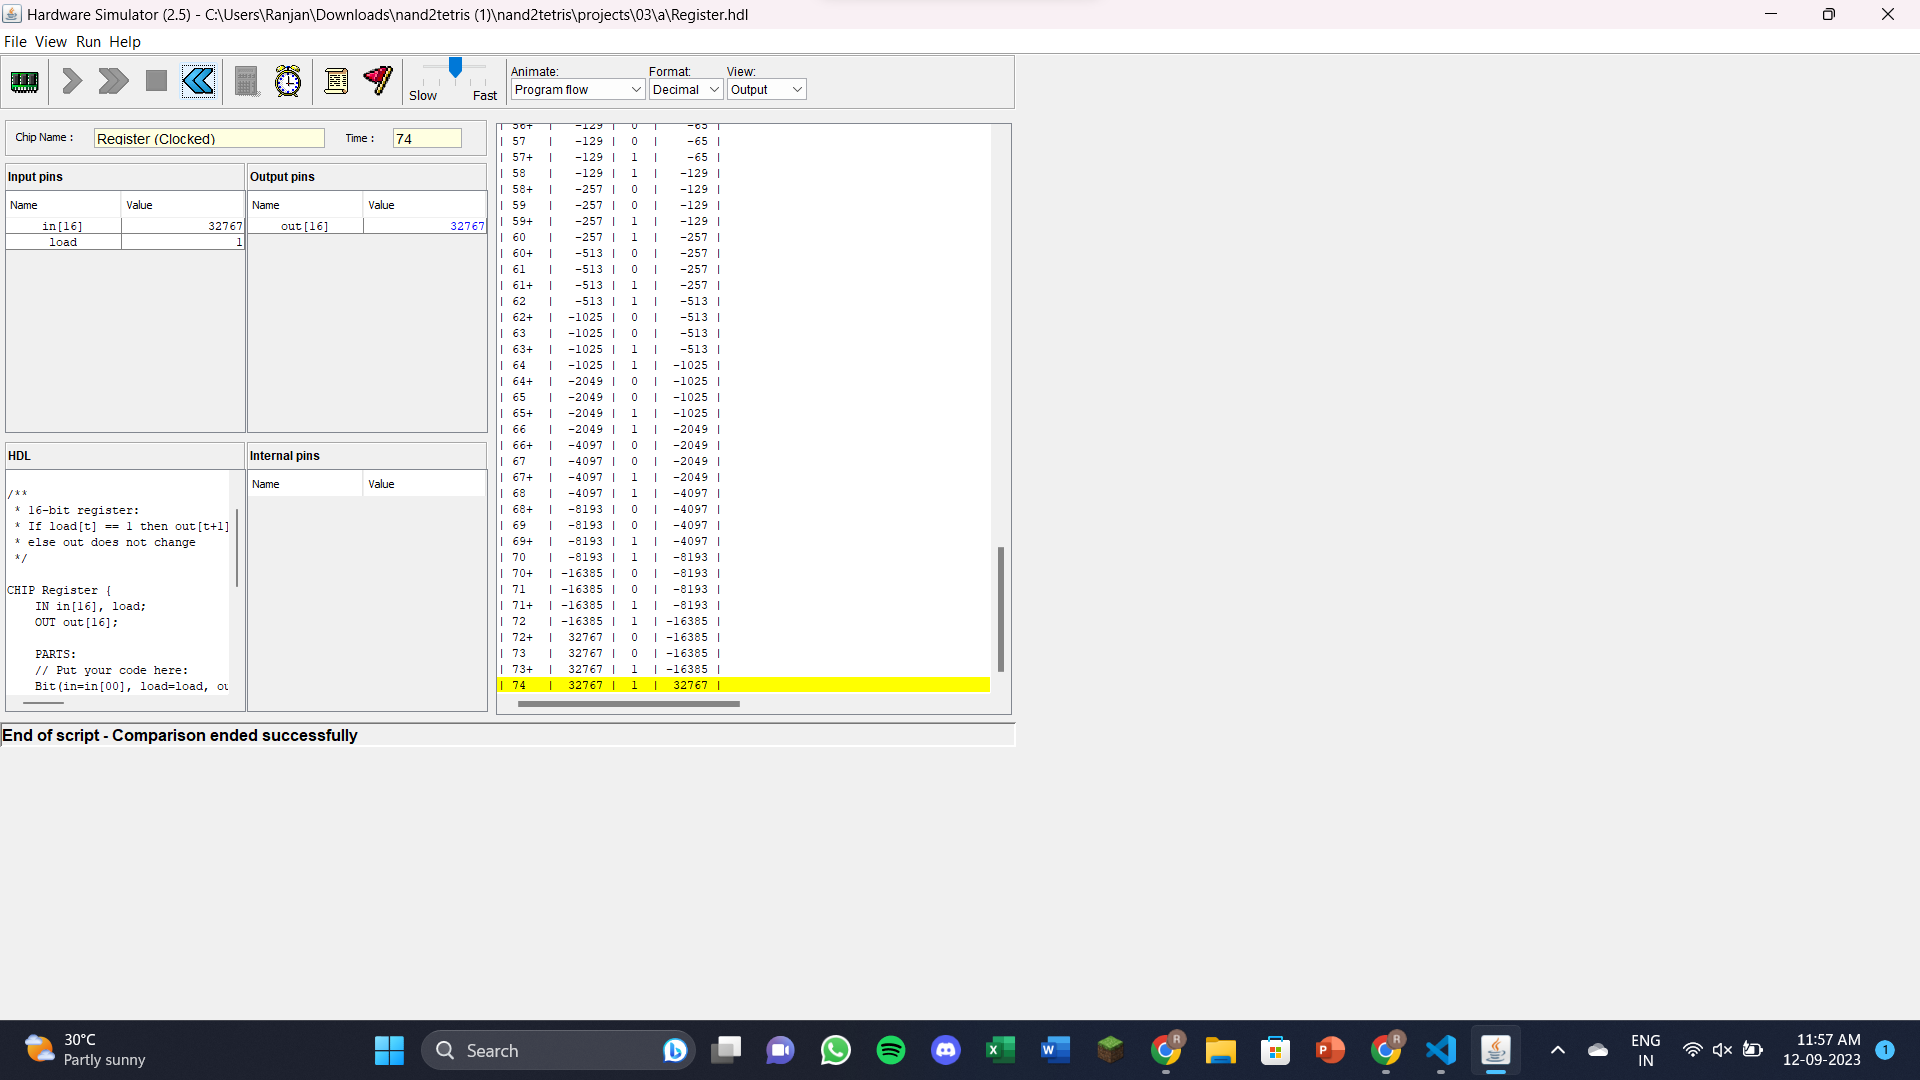 Hardware Simulator (2.5) - C:\Users\Ranjan\Downloads\nand2tetris (1)\nand2tetris\projects\03\a\Register.hdl
File View Run Help
Slow Fast
Animate: Format: View:
Program flow Decimal Output
Chip Name : Register (Clocked) Time : 74
Input pins
Name Value
in[16] 32767
load 1
Output pins
Name Value
out[16] 32767
HDL
/**
* 16-bit register:
* If load[t] == 1 then out[t+1]
* else out does not change
*/
CHIP Register {
IN in[16], load;
OUT out[16];
PARTS:
// Put your code here:
Bit(in=in[00], load=load, ou
Internal pins
Name Value
| 56+ | -129 | 0 | -65 |
| 57 | -129 | 0 | -65 |
| 57+ | -129 | 1 | -65 |
| 58 | -129 | 1 | -129 |
| 58+ | -257 | 0 | -129 |
| 59 | -257 | 0 | -129 |
| 59+ | -257 | 1 | -129 |
| 60 | -257 | 1 | -257 |
| 60+ | -513 | 0 | -257 |
| 61 | -513 | 0 | -257 |
| 61+ | -513 | 1 | -257 |
| 62 | -513 | 1 | -513 |
| 62+ | -1025 | 0 | -513 |
| 63 | -1025 | 0 | -513 |
| 63+ | -1025 | 1 | -513 |
| 64 | -1025 | 1 | -1025 |
| 64+ | -2049 | 0 | -1025 |
| 65 | -2049 | 0 | -1025 |
| 65+ | -2049 | 1 | -1025 |
| 66 | -2049 | 1 | -2049 |
| 66+ | -4097 | 0 | -2049 |
| 67 | -4097 | 0 | -2049 |
| 67+ | -4097 | 1 | -2049 |
| 68 | -4097 | 1 | -4097 |
| 68+ | -8193 | 0 | -4097 |
| 69 | -8193 | 0 | -4097 |
| 69+ | -8193 | 1 | -4097 |
| 70 | -8193 | 1 | -8193 |
| 70+ | -16385 | 0 | -8193 |
| 71 | -16385 | 0 | -8193 |
| 71+ | -16385 | 1 | -8193 |
| 72 | -16385 | 1 | -16385 |
| 72+ | 32767 | 0 | -16385 |
| 73 | 32767 | 0 | -16385 |
| 73+ | 32767 | 1 | -16385 |
| 74 | 32767 | 1 | 32767 |
End of script - Comparison ended successfully
30°C
Partly sunny
Search
R
R
ENG
IN
11:57 AM
12-09-2023
1